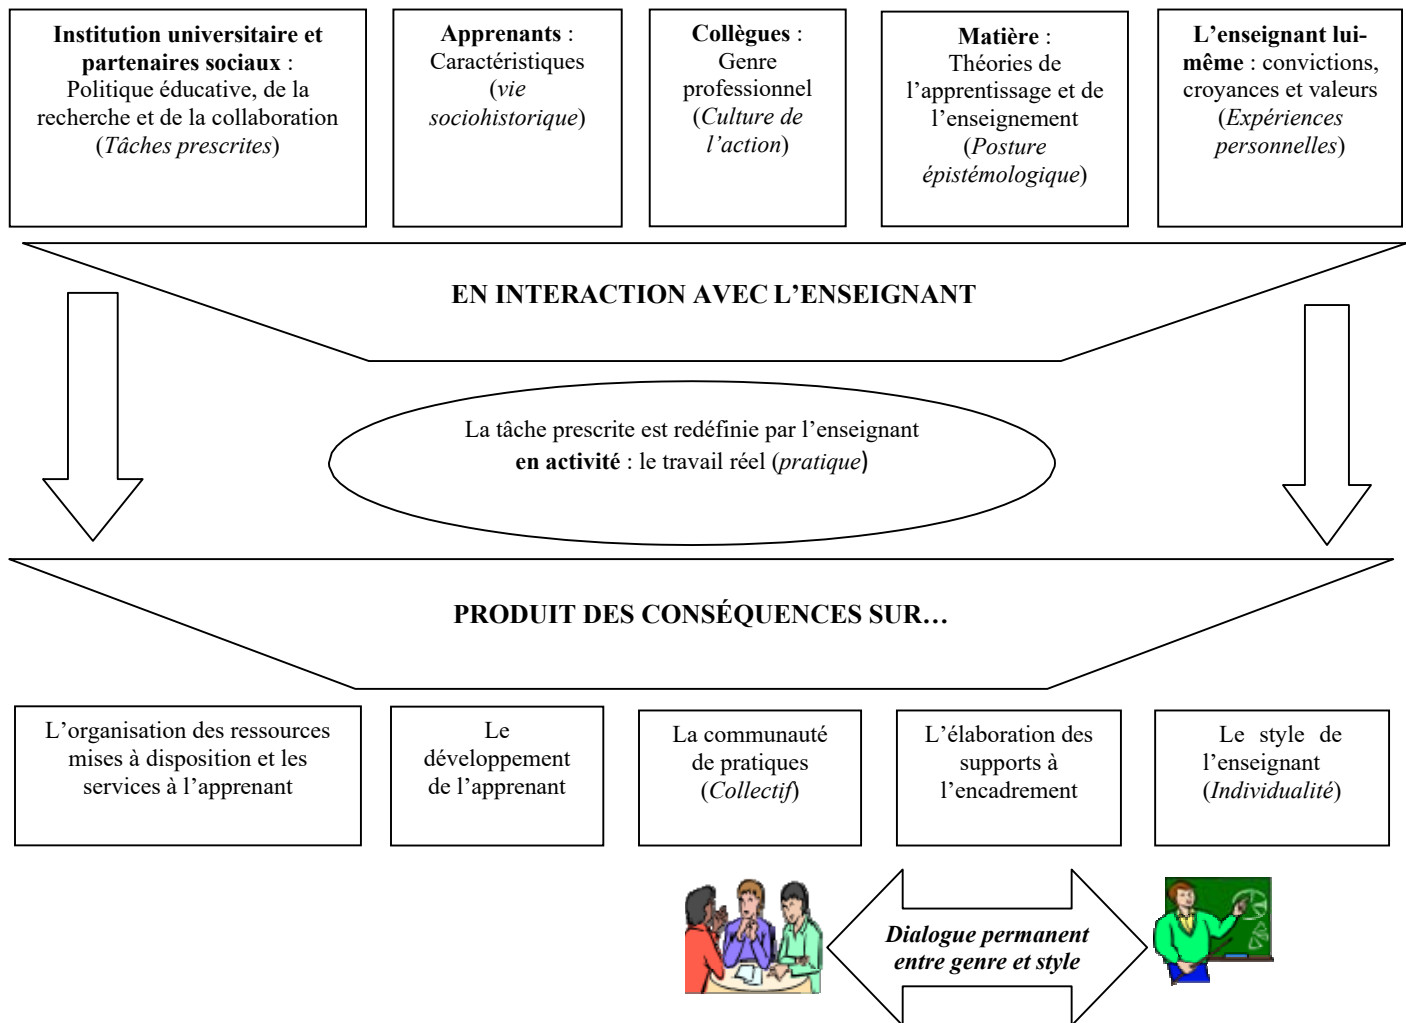 Institution universitaire et
partenaires sociaux :
Politique éducative, de la
recherche et de la collaboration
(Tâches prescrites)
Apprenants :
Caractéristiques
(vie
sociohistorique)
Collègues :
Genre
professionnel
(Culture de
l’action)
Matière :
Théories de
l’apprentissage et de
l’enseignement
(Posture
épistémologique)
L’enseignant lui-
même : convictions,
croyances et valeurs
(Expériences
personnelles)
EN INTERACTION AVEC L’ENSEIGNANT
La tâche prescrite est redéfinie par l’enseignant
en activité : le travail réel (pratique)
PRODUIT DES CONSÉQUENCES SUR…
L’organisation des ressources
mises à disposition et les
services à l’apprenant
Le
développement
de l’apprenant
La communauté
de pratiques
(Collectif)
L’élaboration des
supports à
l’encadrement
Le style de
l’enseignant
(Individualité)
Dialogue permanent
entre genre et style